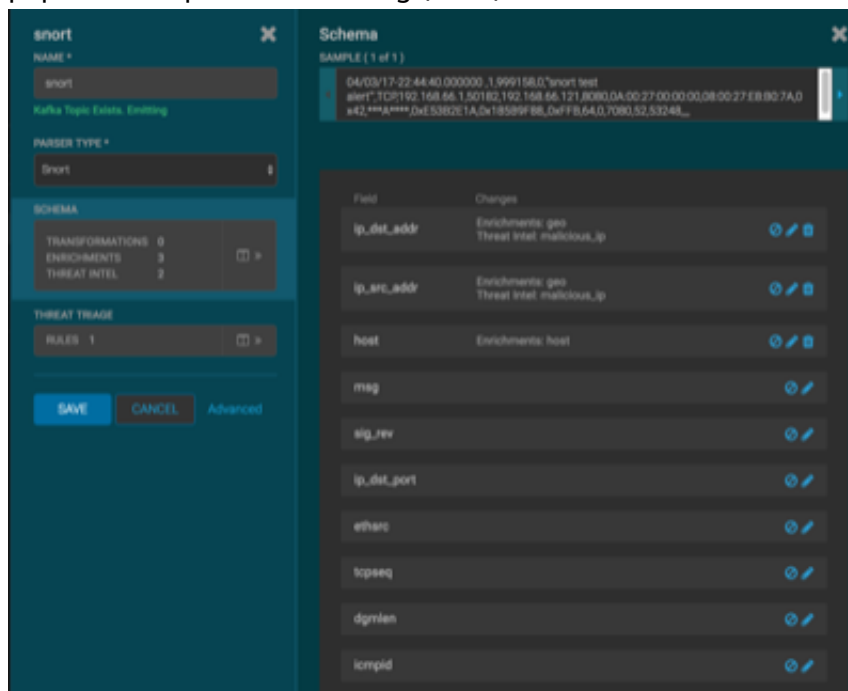 snort
NAME *
snort
Kafka Topic Exists. Emitting
PARSER TYPE *
Snort
SCHEMA
TRANSFORMATIONS 0
ENRICHMENTS 3
THREAT INTEL 2
THREAT TRIAGE
RULES 1
SAVE CANCEL Advanced
Schema
SAMPLE ( 1 of 1 )
04/03/17-22:44:40.000000 ,1,999158,0,"snort test
alert",TCP,192.168.66.1,50182,192.168.66.121,8080,0A:00:27:00:00:00,08:00:27:E8:B0:7A,0
x42,***A****,0xE53B2E1A,0x1B5B9FBB,,0xFFB,64,0,7080,52,53248,,,,
Field Changes
ip_dst_addr
Enrichments: geo
Threat Intel: malicious_ip
ip_src_addr
Enrichments: geo
Threat Intel: malicious_ip
host Enrichments: host
msg
sig_rev
ip_dst_port
ethsrc
tcpseq
dgmlen
icmpid